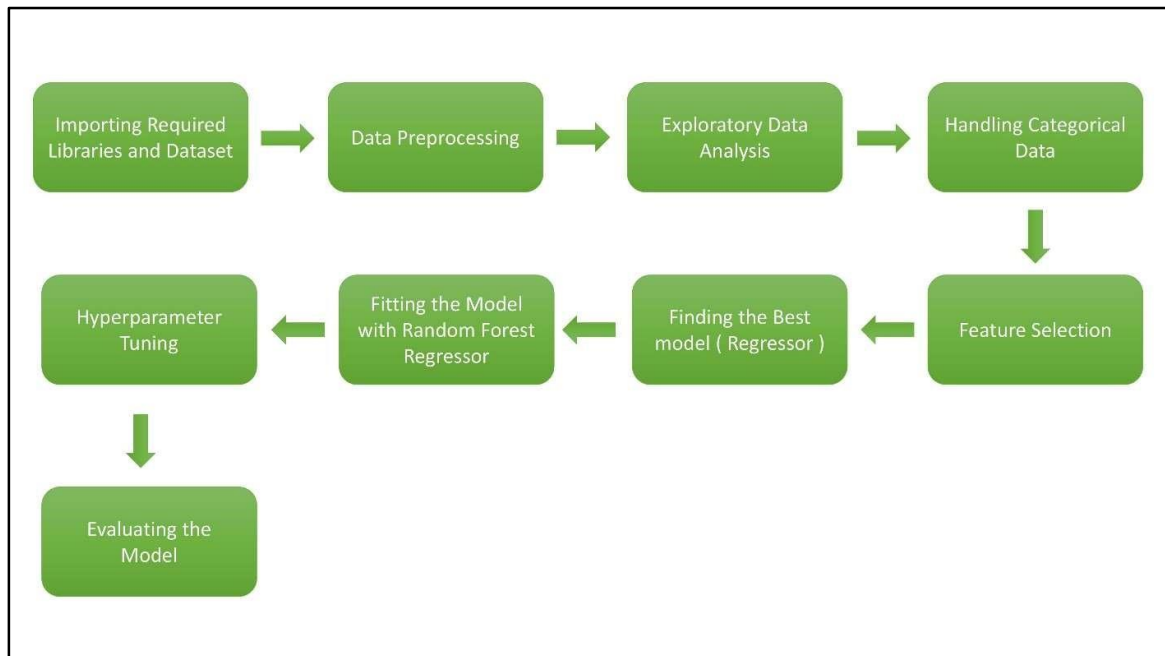 Importing Required
Libraries and Dataset
Data Preprocessing
Exploratory Data
Analysis
Handling Categorical
Data
Feature Selection
Finding the Best
model ( Regressor )
Fitting the Model
with Random Forest
Regressor
Hyperparameter
Tuning
Evaluating the
Model